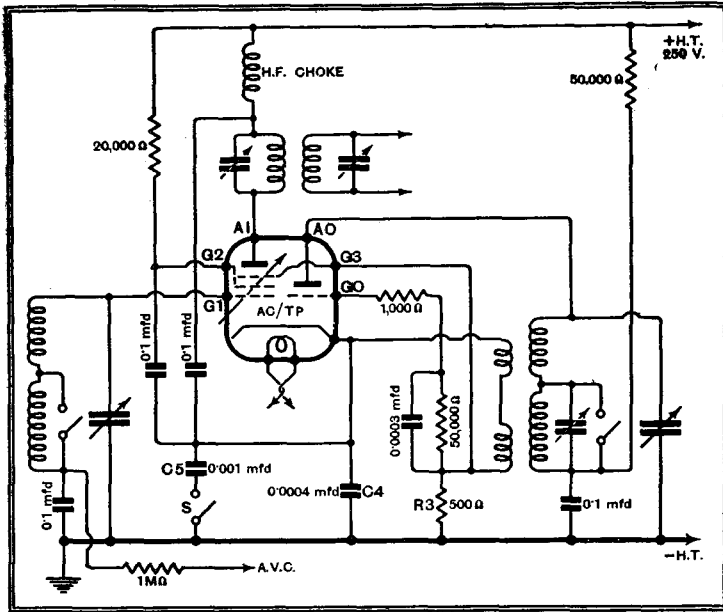 +H.T.
250 V.
H.F. CHOKE
50,000 Ω
20,000 Ω
A1
A0
G2
G3
G1
G0
AC/TP
1,000 Ω
0·1 mfd
0·1 mfd
0·0003 mfd
50,000 Ω
C5
0·001 mfd
0·0004 mfd
C4
R3
500 Ω
0·1 mfd
0·1 mfd
S
−H.T.
1MΩ
A.V.C.